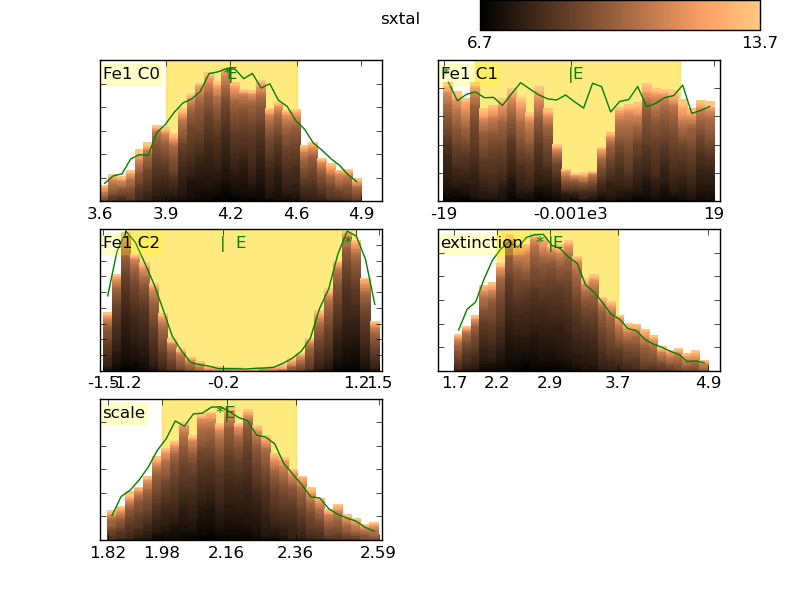 sxtal
6.7 13.7
Fe1 C0 *E
Fe1 C1 |E
3.6 3.9 4.2 4.6 4.9
-19 -0.001e3 19
Fe1 C2 | E *
extinction * |E
-1.5 -1.2 -0.2 1.2 1.5
1.7 2.2 2.9 3.7 4.9
scale *E
1.82 1.98 2.16 2.36 2.59